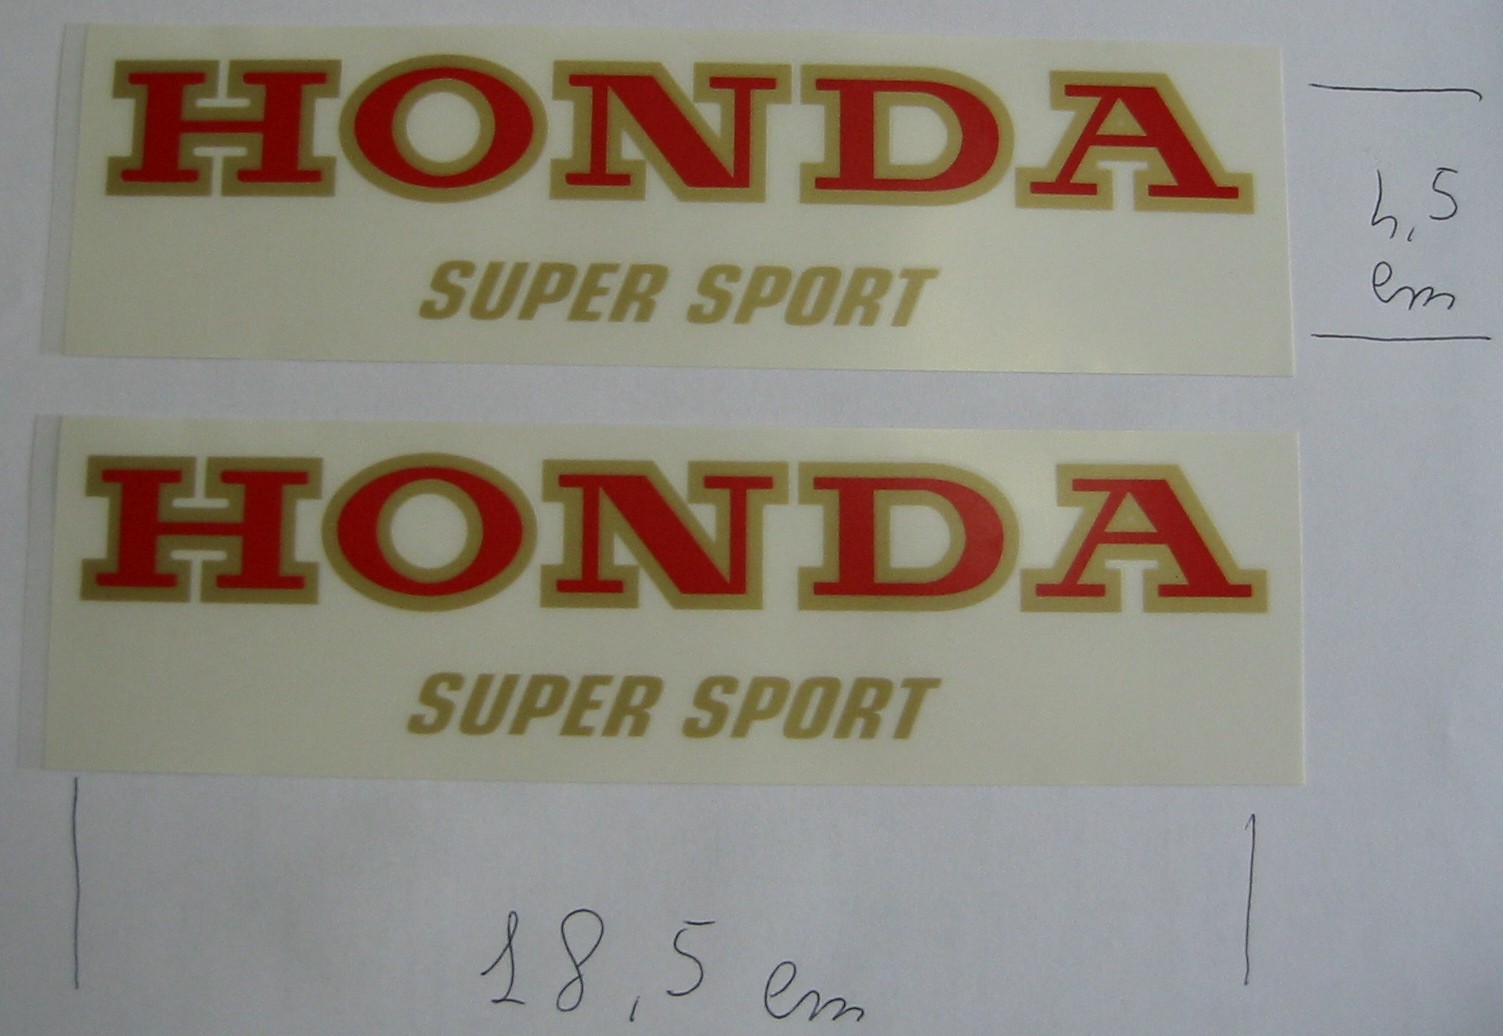 HONDA
SUPER SPORT
4,5
cm
HONDA
SUPER SPORT
18,5 cm